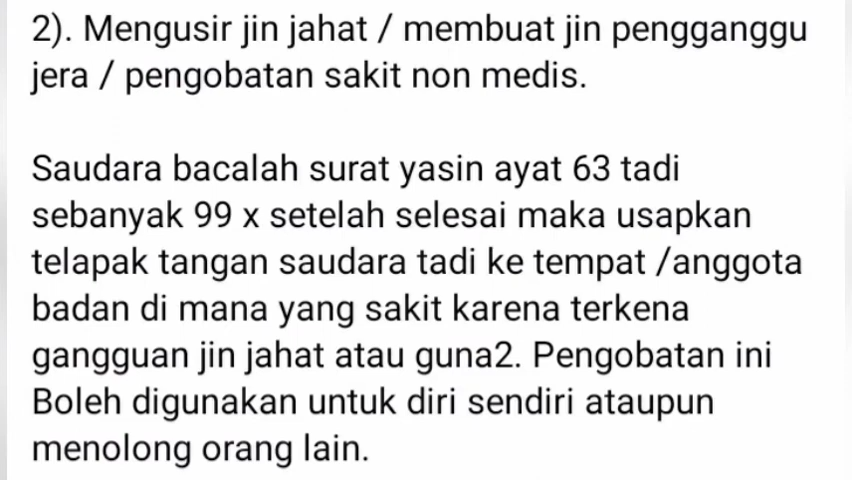 2). Mengusir jin jahat / membuat jin pengganggu
jera / pengobatan sakit non medis.
Saudara bacalah surat yasin ayat 63 tadi
sebanyak 99 x setelah selesai maka usapkan
telapak tangan saudara tadi ke tempat /anggota
badan di mana yang sakit karena terkena
gangguan jin jahat atau guna2. Pengobatan ini
Boleh digunakan untuk diri sendiri ataupun
menolong orang lain.